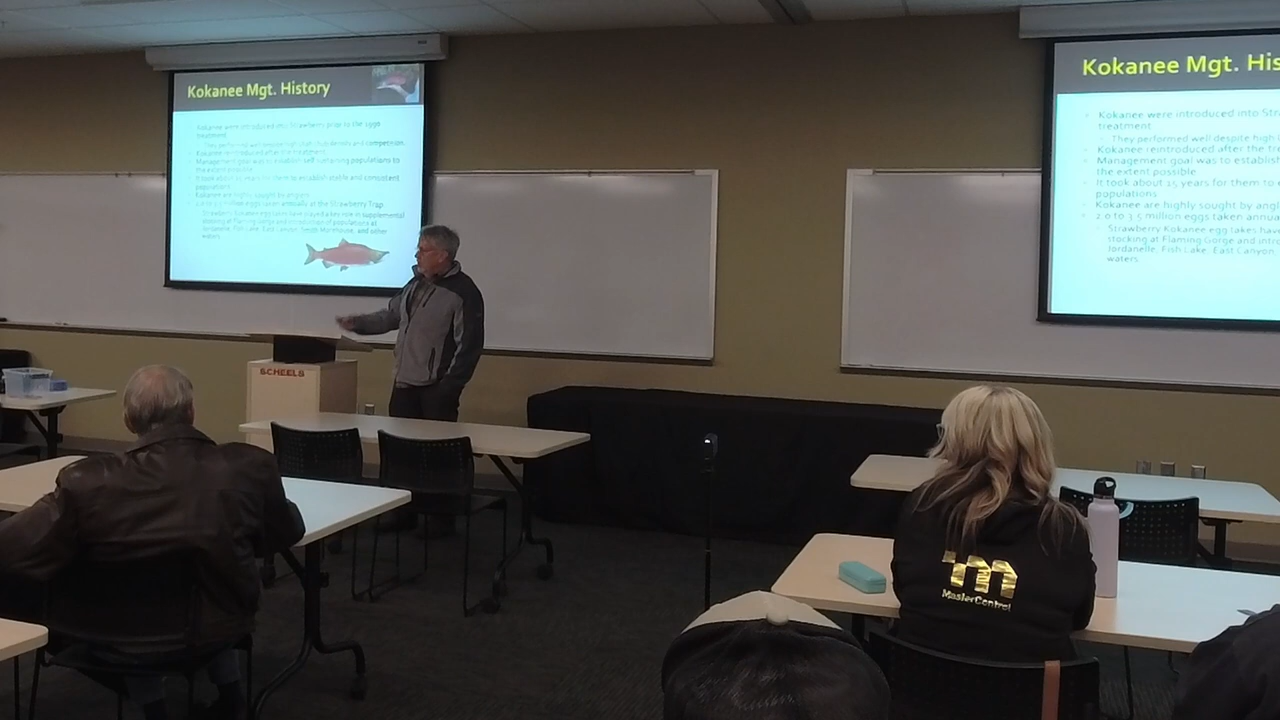 Kokanee Mgt. History
Kokanee were introduced into Strawberry prior to the 1990
treatment
They performed well despite high chub density and competition.
Kokanee reintroduced after the treatment.
Management goal was to establish self sustaining populations to
the extent possible
It took about 15 years for them to establish stable and consistent
populations
Kokanee are highly sought by anglers
2.0 to 3.5 million eggs taken annually at the Strawberry Trap.
Strawberry Kokanee egg takes have played a key role in supplemental
stocking at Flaming Gorge and introduction of populations at
Jordanelle, Fish Lake, East Canyon, and other
waters
Kokanee Mgt. His
Kokanee were introduced into Str
treatment
They performed well despite high
Kokanee reintroduced after the tre
Management goal was to establis
the extent possible
It took about 15 years for them to
populations
Kokanee are highly sought by angl
2.0 to 3.5 million eggs taken annua
Strawberry Kokanee egg takes hav
stocking at Flaming Gorge and intro
Jordanelle, Fish Lake, East Canyon
waters
SCHEELS
m
MasterControl